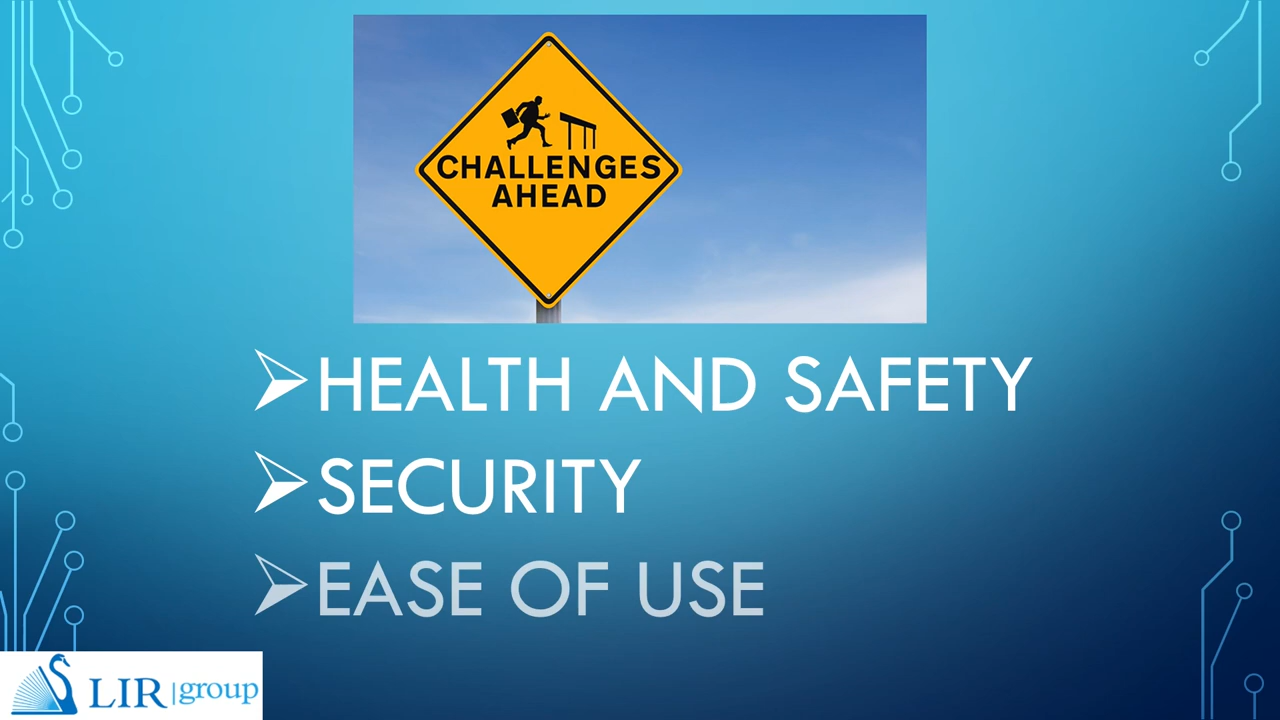 CHALLENGES
AHEAD
HEALTH AND SAFETY
SECURITY
EASE OF USE
LIR | group